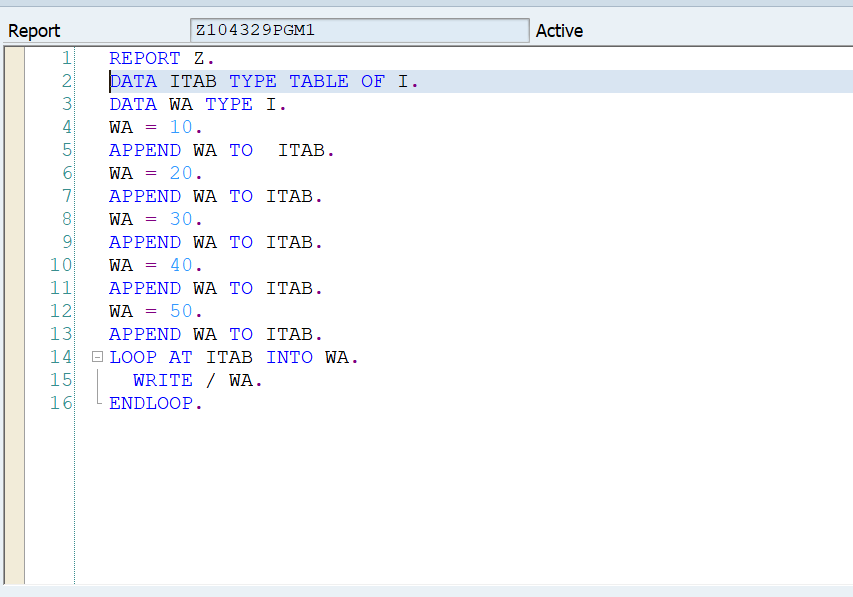 Report Z104329PGM1 Active
1 REPORT Z.
2 DATA ITAB TYPE TABLE OF I.
3 DATA WA TYPE I.
4 WA = 10.
5 APPEND WA TO  ITAB.
6 WA = 20.
7 APPEND WA TO ITAB.
8 WA = 30.
9 APPEND WA TO ITAB.
10 WA = 40.
11 APPEND WA TO ITAB.
12 WA = 50.
13 APPEND WA TO ITAB.
14 LOOP AT ITAB INTO WA.
15   WRITE / WA.
16 ENDLOOP.